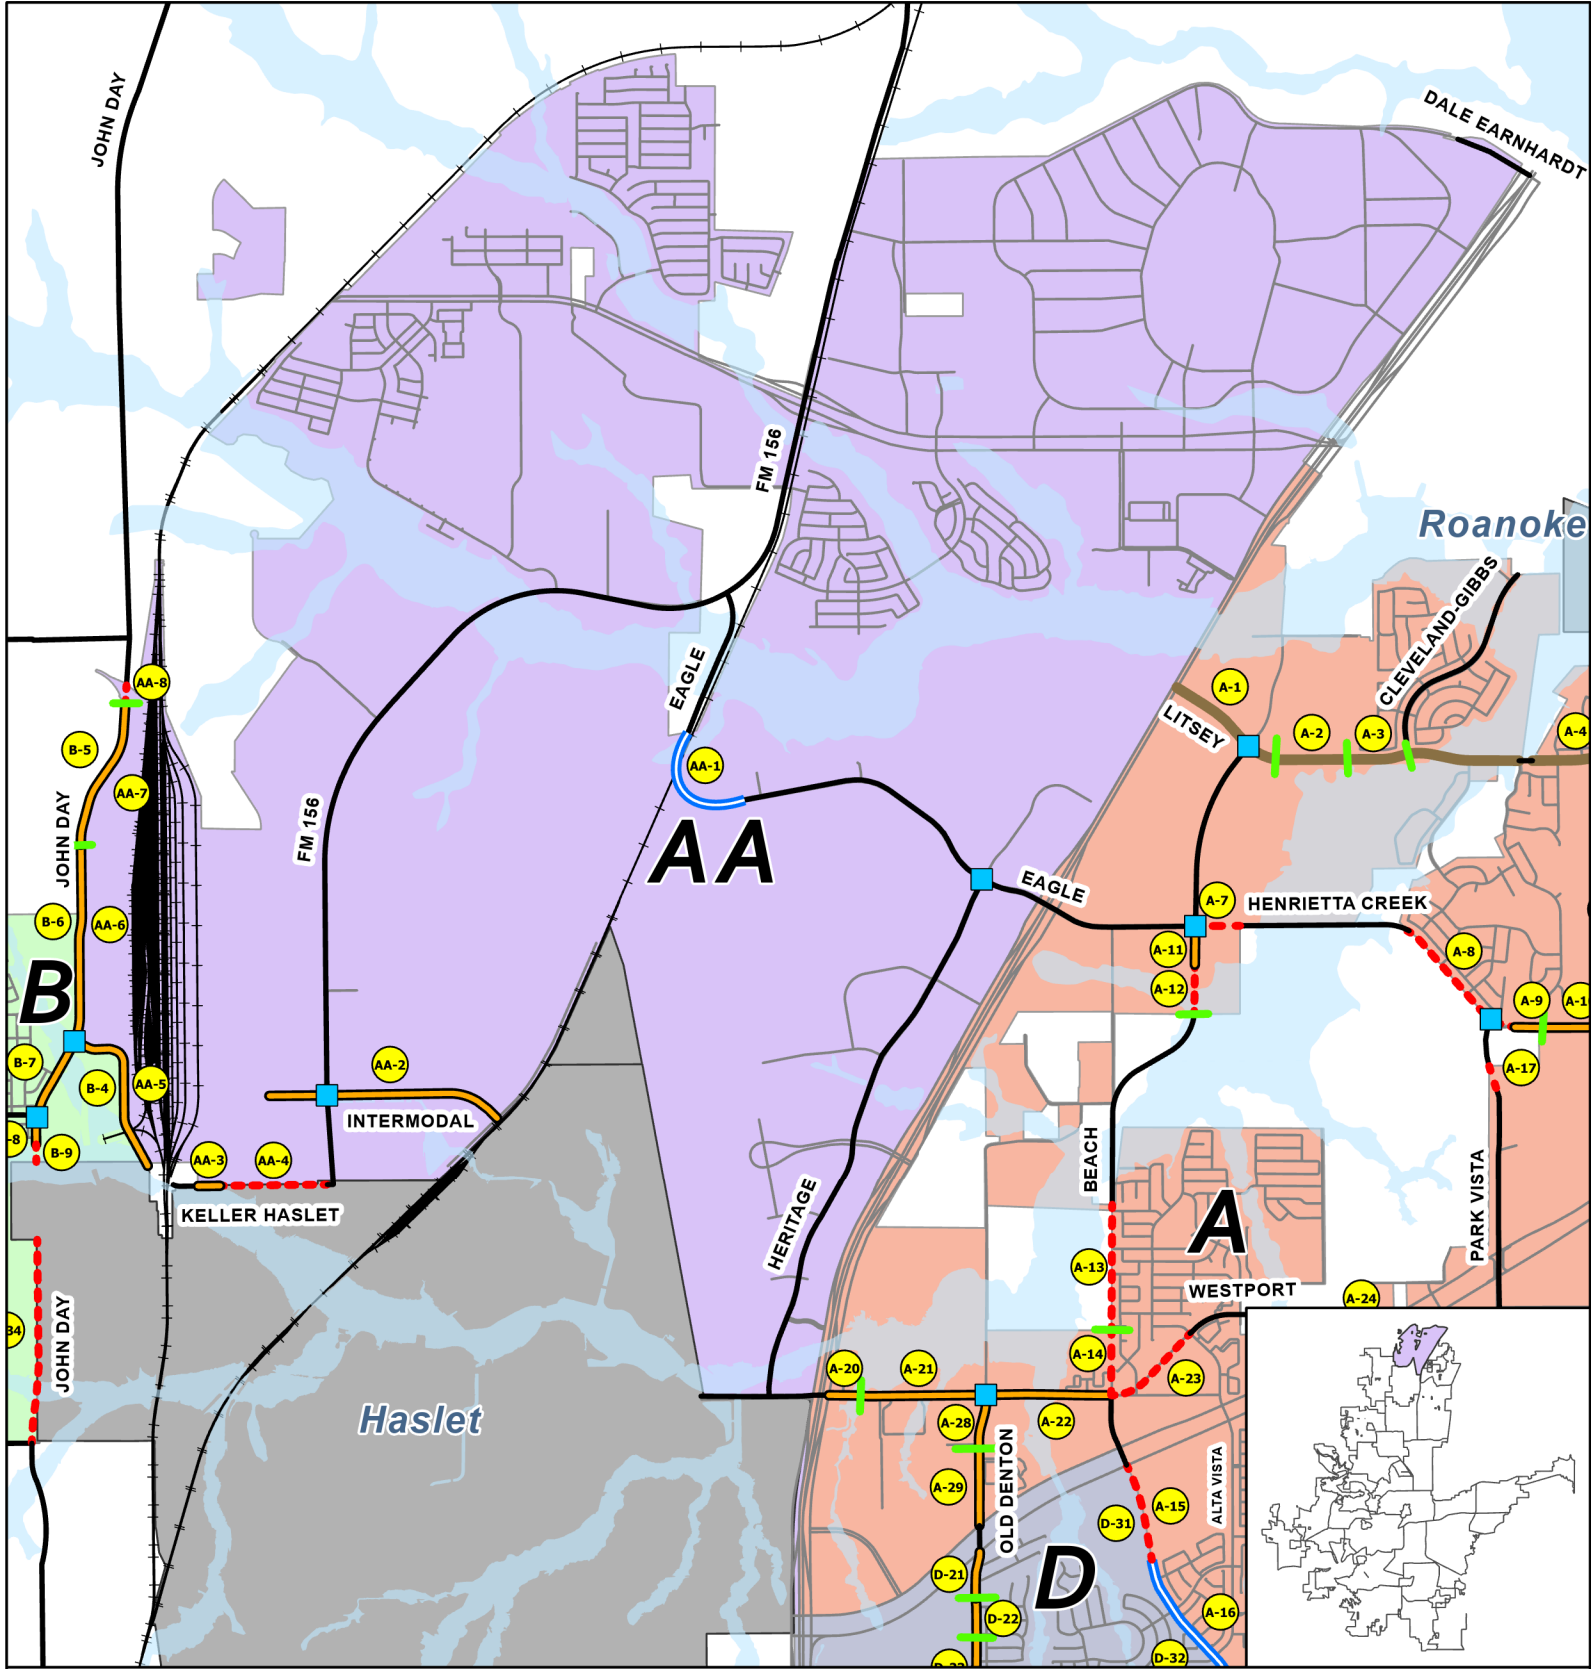 JOHN DAY
DALE EARNHARDT
FM 156
Roanoke
CLEVELAND-GIBBS
EAGLE
AA-8
A-1
LITSEY
A-2
A-3
A-4
B-5
AA-7
AA-1
JOHN DAY
FM 156
AA
EAGLE
A-7
HENRIETTA CREEK
B-6
AA-6
A-11
A-8
B
A-12
A-9
B-7
AA-2
A-17
B-4
AA-5
INTERMODAL
-8
B-9
AA-3
AA-4
BEACH
KELLER HASLET
HERITAGE
A
PARK VISTA
A-13
WESTPORT
A-24
34
JOHN DAY
A-14
A-20
A-21
A-23
Haslet
A-28
A-22
OLD DENTON
ALTA VISTA
A-29
A-15
D-31
D
D-21
D-22
A-16
D-32